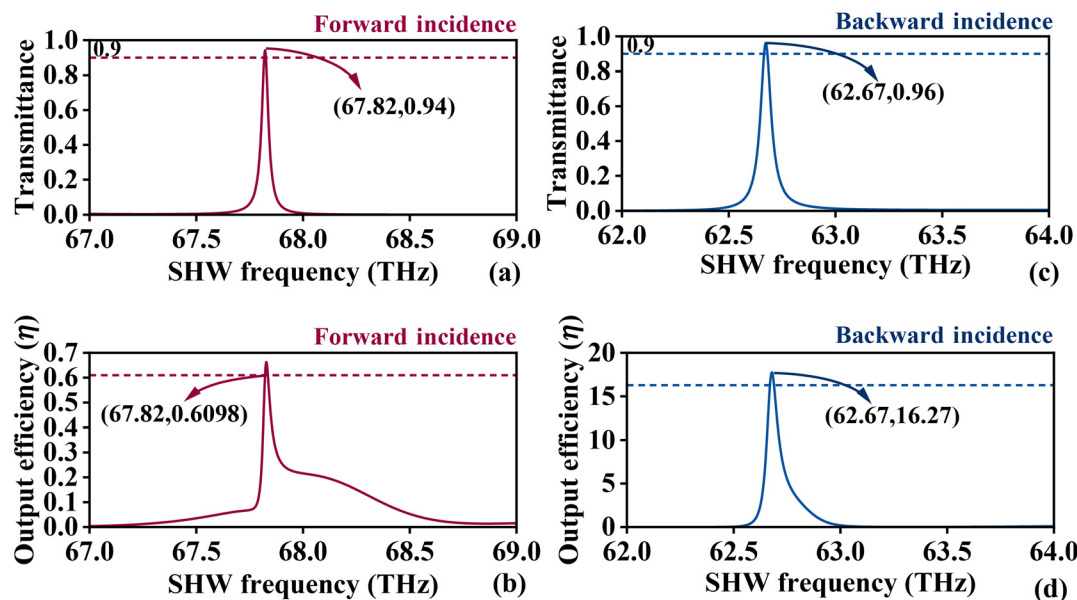 Forward incidence
Transmittance
1.0
0.9
0.8
0.6
0.4
0.2
0.0
(67.82,0.94)
67.0 67.5 68.0 68.5 69.0
SHW frequency (THz)
(a)
Backward incidence
Transmittance
1.0
0.9
0.8
0.6
0.4
0.2
0.0
(62.67,0.96)
62.0 62.5 63.0 63.5 64.0
SHW frequency (THz)
(c)
Forward incidence
Output efficiency (η)
0.7
0.6
0.5
0.4
0.3
0.2
0.1
0.0
(67.82,0.6098)
67.0 67.5 68.0 68.5 69.0
SHW frequency (THz)
(b)
Backward incidence
Output efficiency (η)
20
15
10
5
0
(62.67,16.27)
62.0 62.5 63.0 63.5 64.0
SHW frequency (THz)
(d)